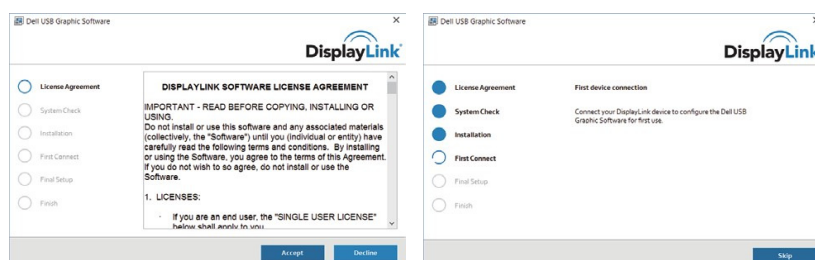 Dell USB Graphic Software
DisplayLink
License Agreement
System Check
Installation
First Connect
Final Setup
Finish
DISPLAYLINK SOFTWARE LICENSE AGREEMENT
IMPORTANT - READ BEFORE COPYING, INSTALLING OR
USING.
Do not install or use this software and any associated materials
(collectively, the "Software") until you (individual or entity) have
carefully read the following terms and conditions. By installing
or using the Software, you agree to the terms of this Agreement.
If you do not wish to so agree, do not install or use the
Software.
1. LICENSES:
· If you are an end user, the "SINGLE USER LICENSE"
below shall apply to you
Accept Decline
Dell USB Graphic Software
DisplayLink
License Agreement
System Check
Installation
First Connect
Final Setup
Finish
First device connection
Connect your DisplayLink device to configure the Dell USB
Graphic Software for first use.
Skip